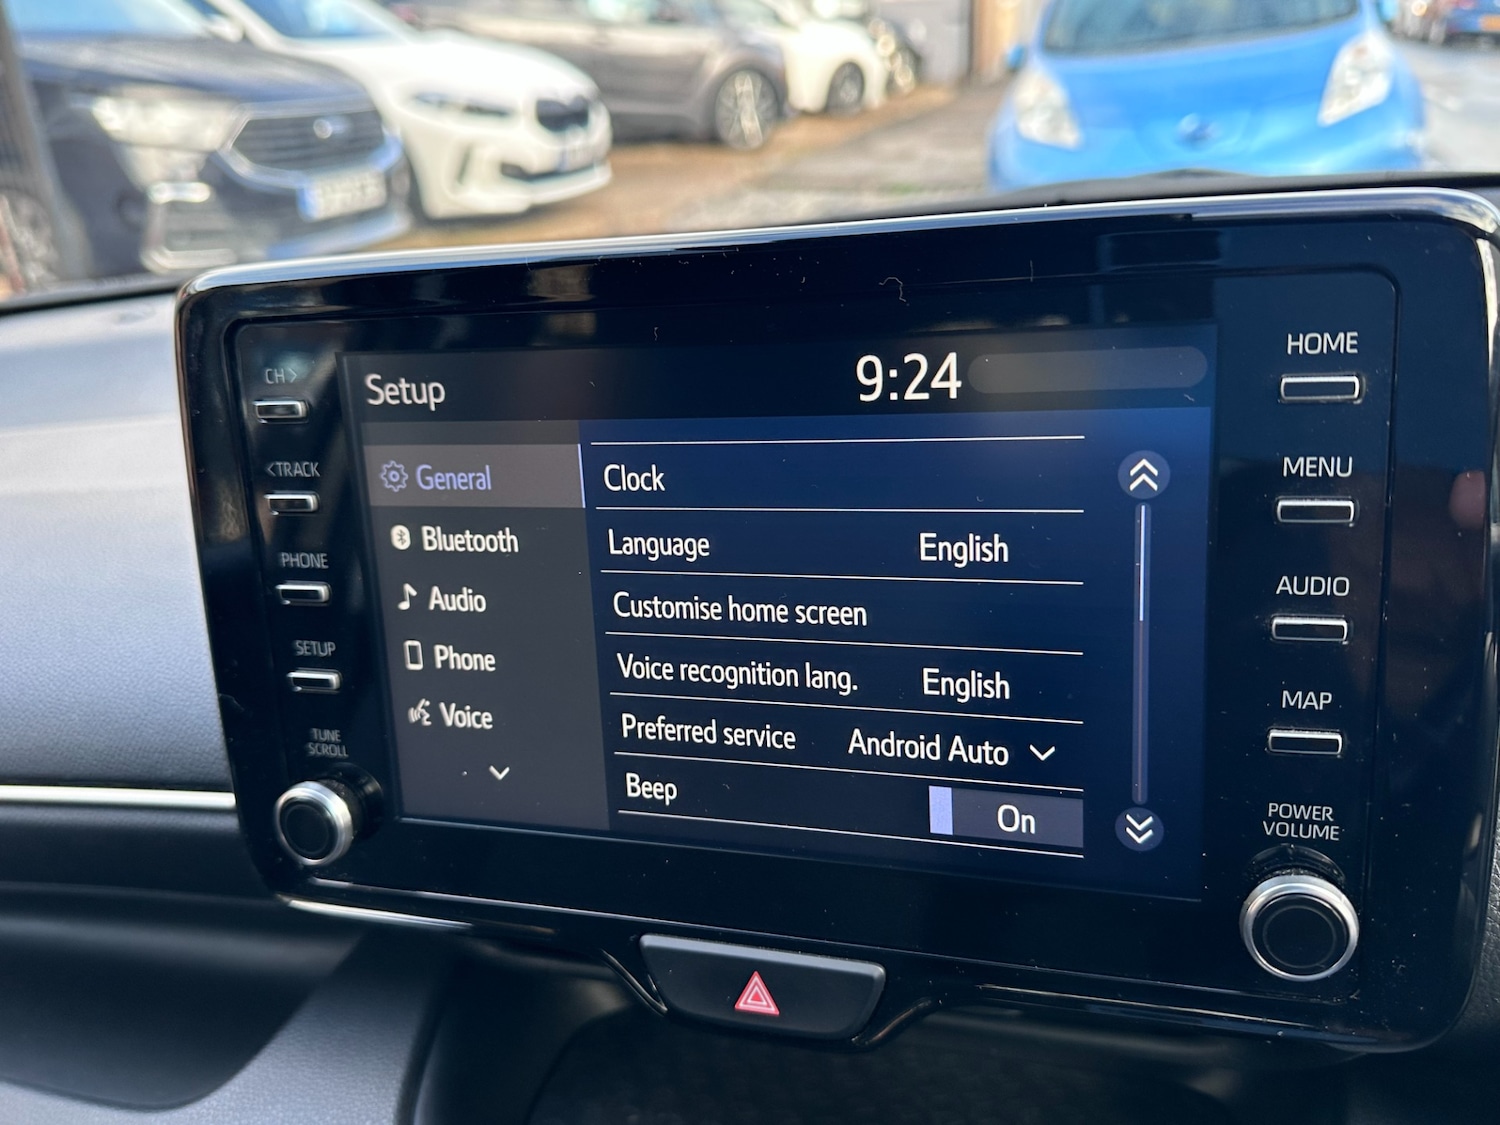 Setup
9:24
General
Bluetooth
Audio
Phone
Voice
Clock
Language English
Customise home screen
Voice recognition lang. English
Preferred service Android Auto
Beep On
CH>
<TRACK
PHONE
SETUP
TUNE
SCROLL
HOME
MENU
AUDIO
MAP
POWER
VOLUME